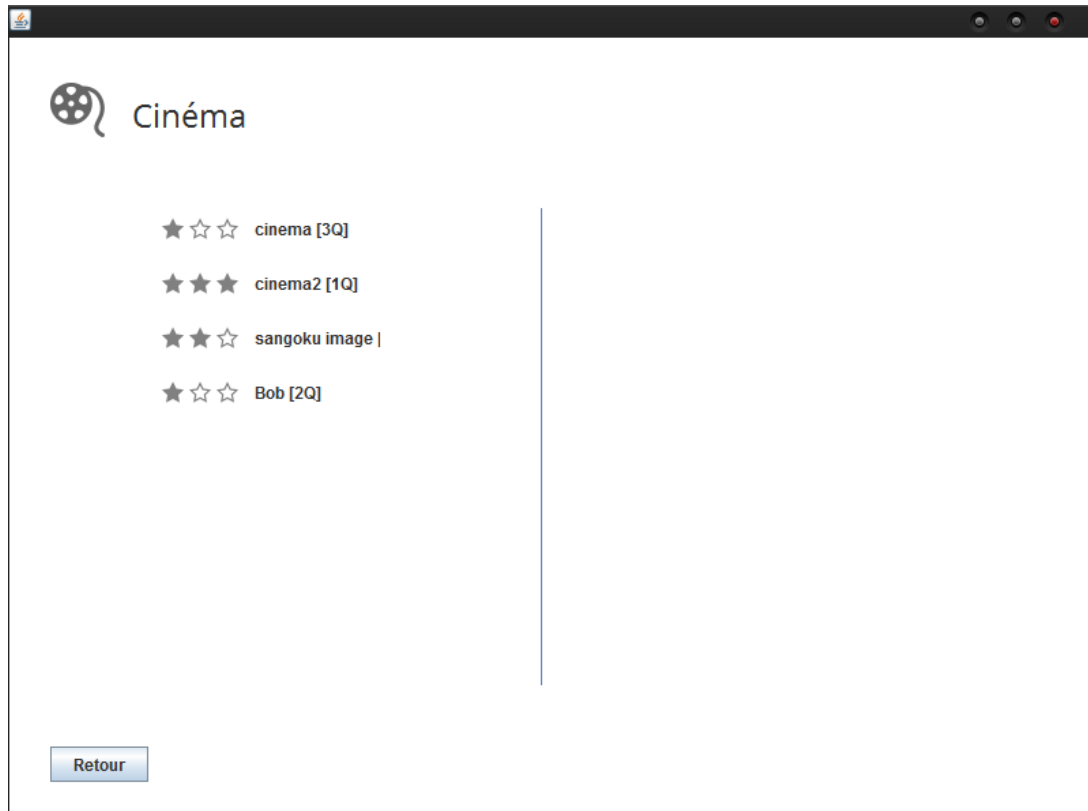 Cinéma
cinema [3Q]
cinema2 [1Q]
sangoku image |
Bob [2Q]
Retour